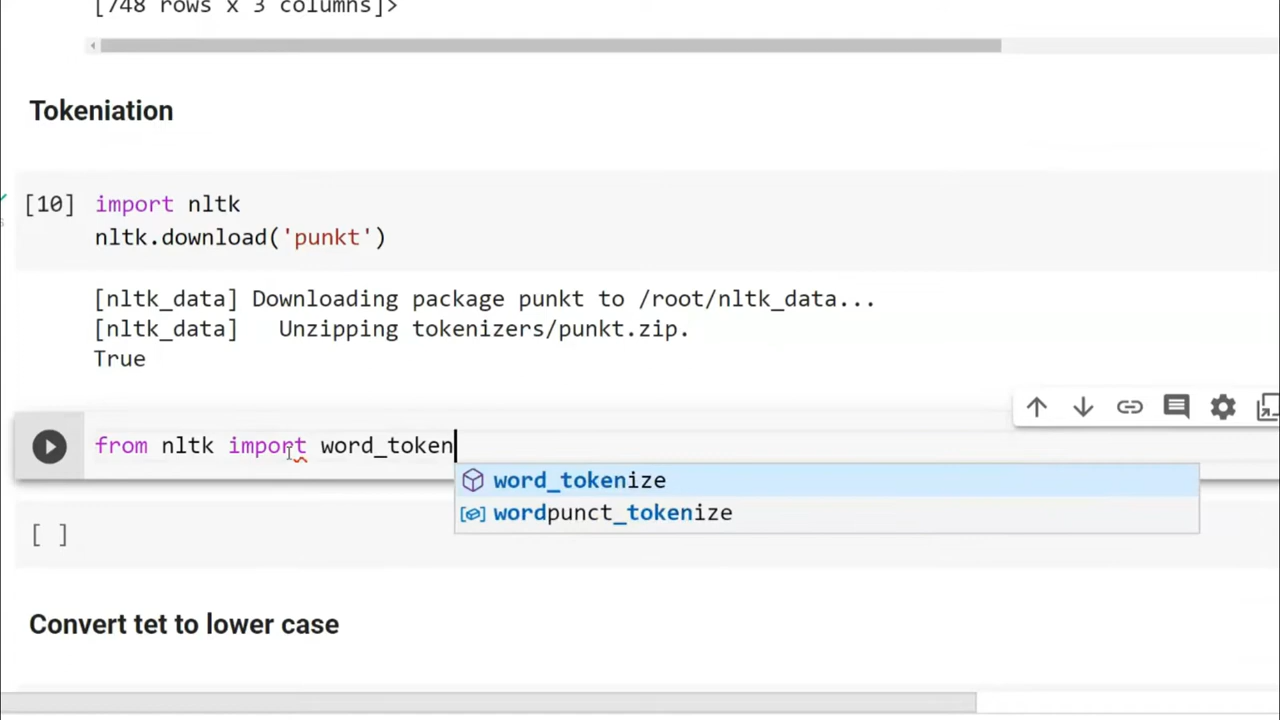 [748 rows x 3 columns]>
Tokeniation
[10] import nltk
nltk.download('punkt')
[nltk_data] Downloading package punkt to /root/nltk_data...
[nltk_data]   Unzipping tokenizers/punkt.zip.
True
from nltk import word_token
word_tokenize
wordpunct_tokenize
[ ]
Convert tet to lower case